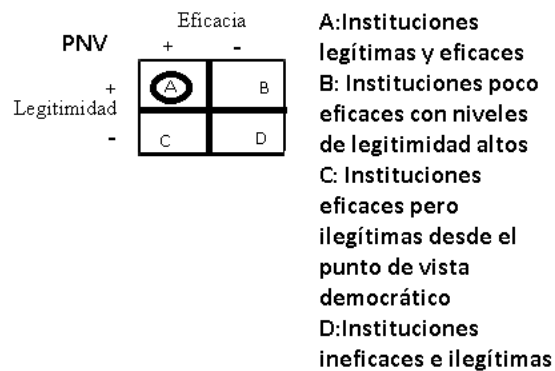 Eficacia
PNV
+ -
+
Legitimidad
-
A B
C D
A:Instituciones
legítimas y eficaces
B: Instituciones poco
eficaces con niveles
de legitimidad altos
C: Instituciones
eficaces pero
ilegítimas desde el
punto de vista
democrático
D:Instituciones
ineficaces e ilegítimas